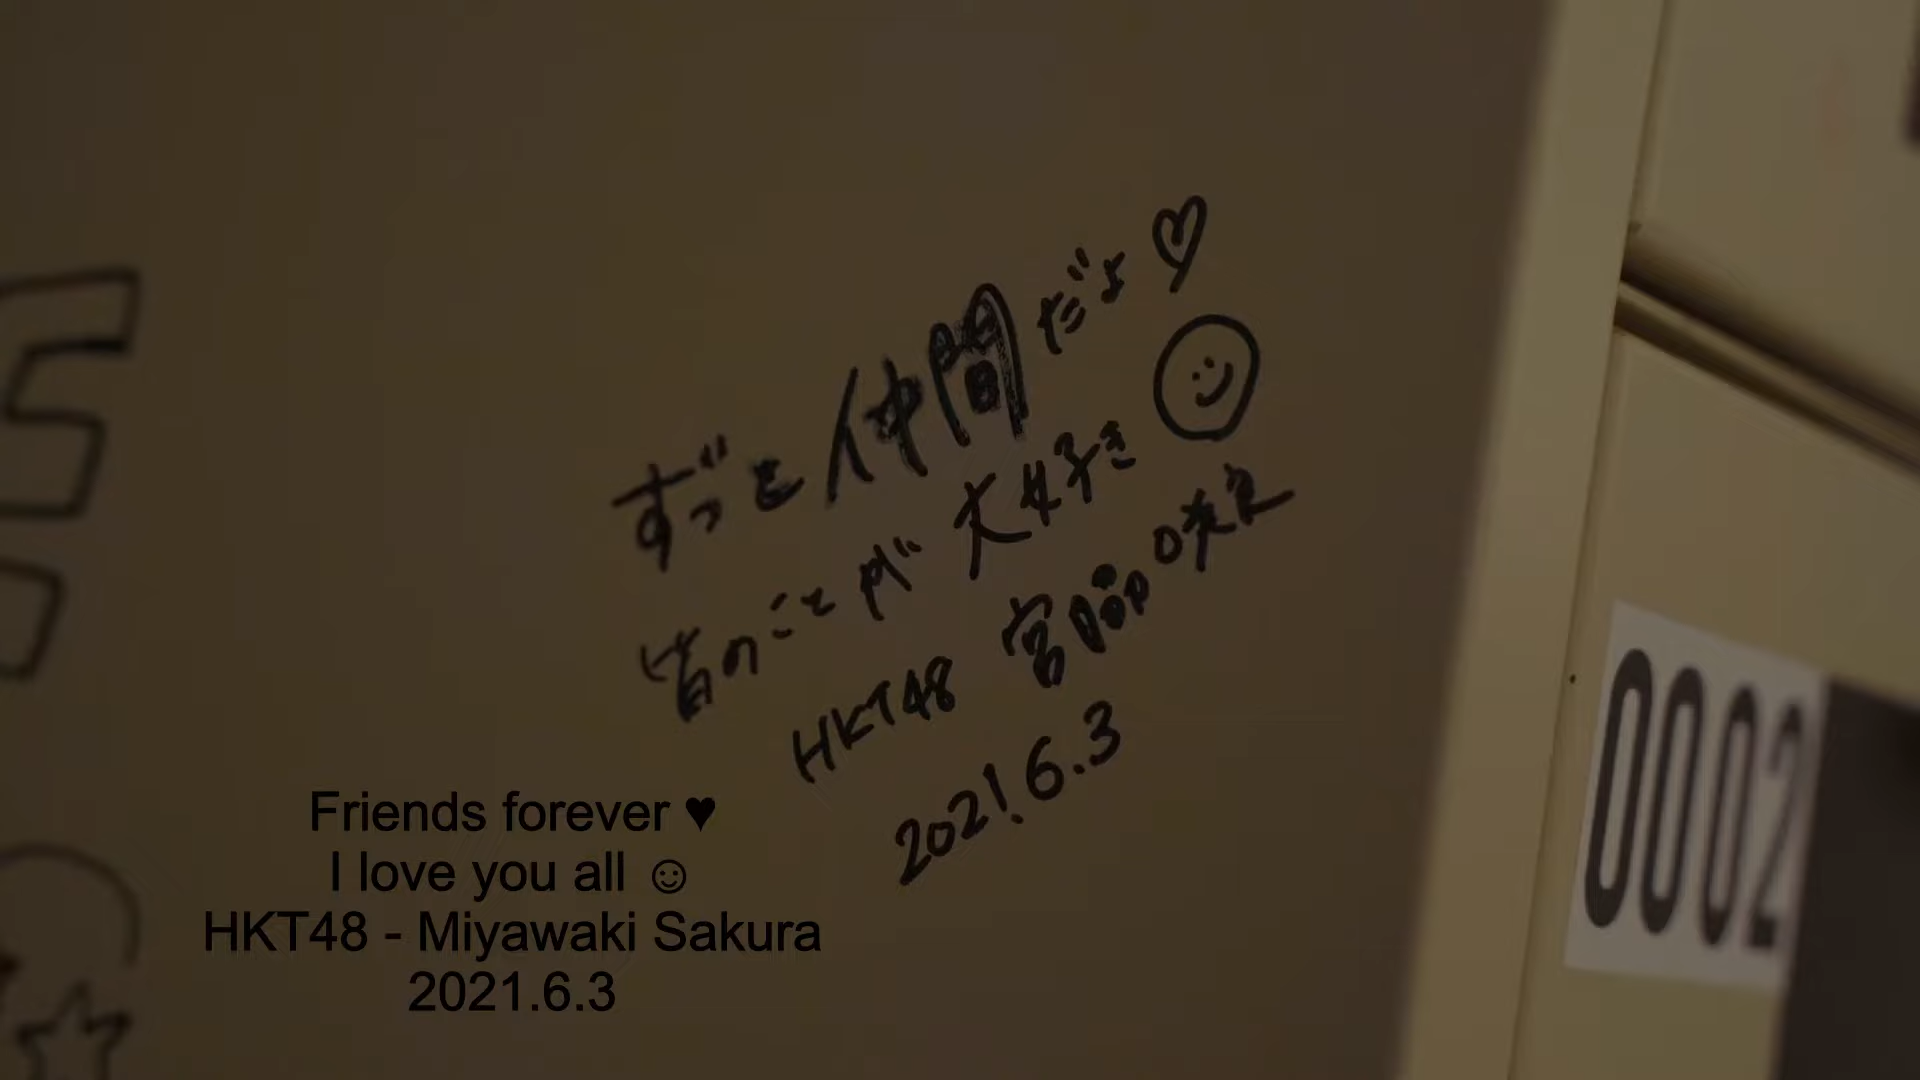 ずっと仲間だよ♡
皆のことが大好き☺
HKT48 宮脇咲良
2021.6.3
0002
Friends forever ♥
I love you all ☺
HKT48 - Miyawaki Sakura
2021.6.3